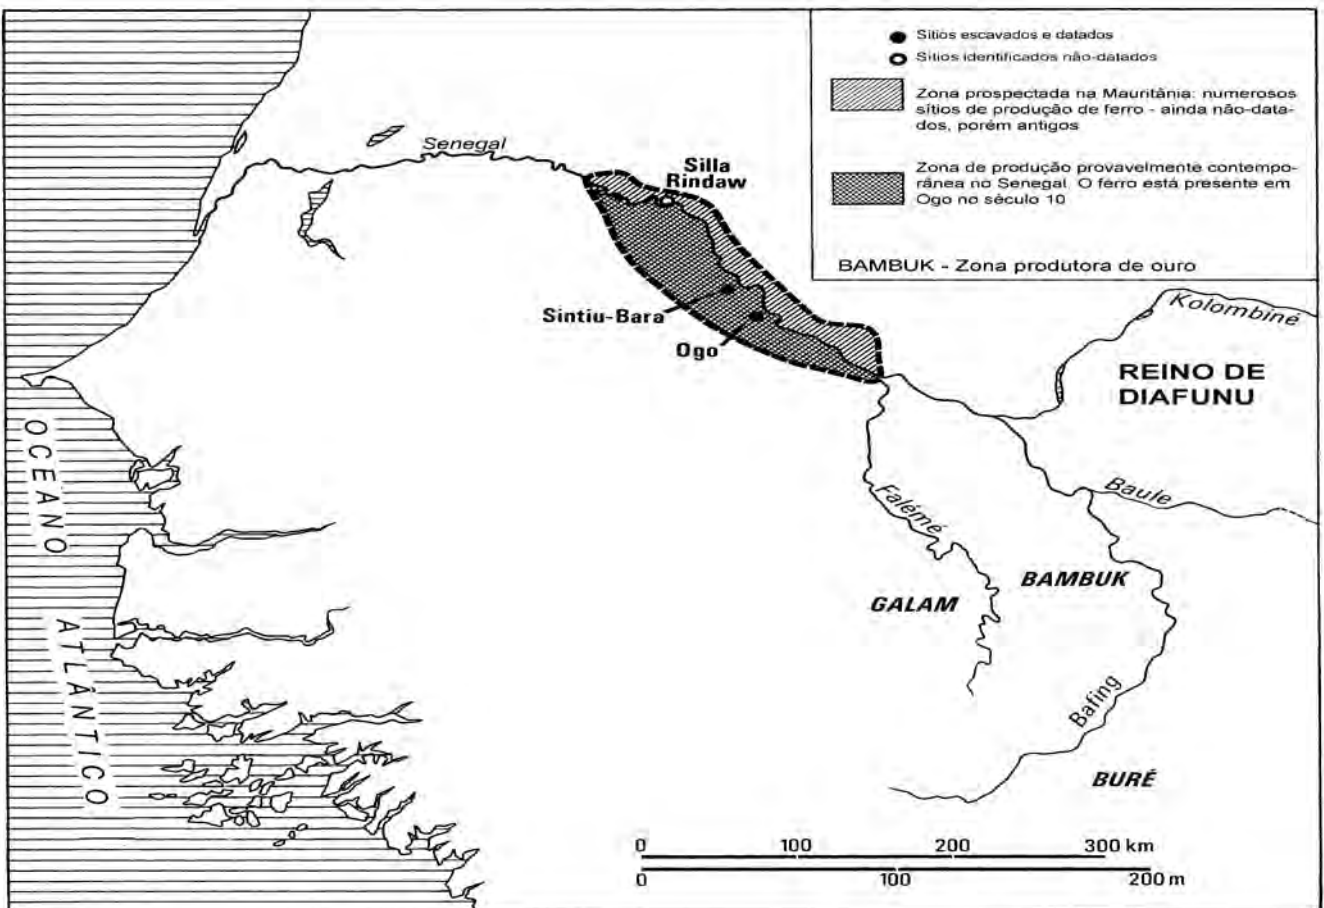 Sítios escavados e datados
Sítios identificados não-datados
Zona prospectada na Mauritânia: numerosos
sítios de produção de ferro - ainda não-data-
dos, porém antigos
Zona de produção provavelmente contempo-
rânea no Senegal. O ferro está presente em
Ogo no século 10
BAMBUK - Zona produtora de ouro
Senegal
Silla
Rindaw
Sintiu-Bara
Ogo
Kolombiné
REINO DE
DIAFUNU
OCEANO
ATLÂNTICO
Falémé
Baule
BAMBUK
GALAM
Bafing
BURÉ
0 100 200 300 km
0 100 200 m